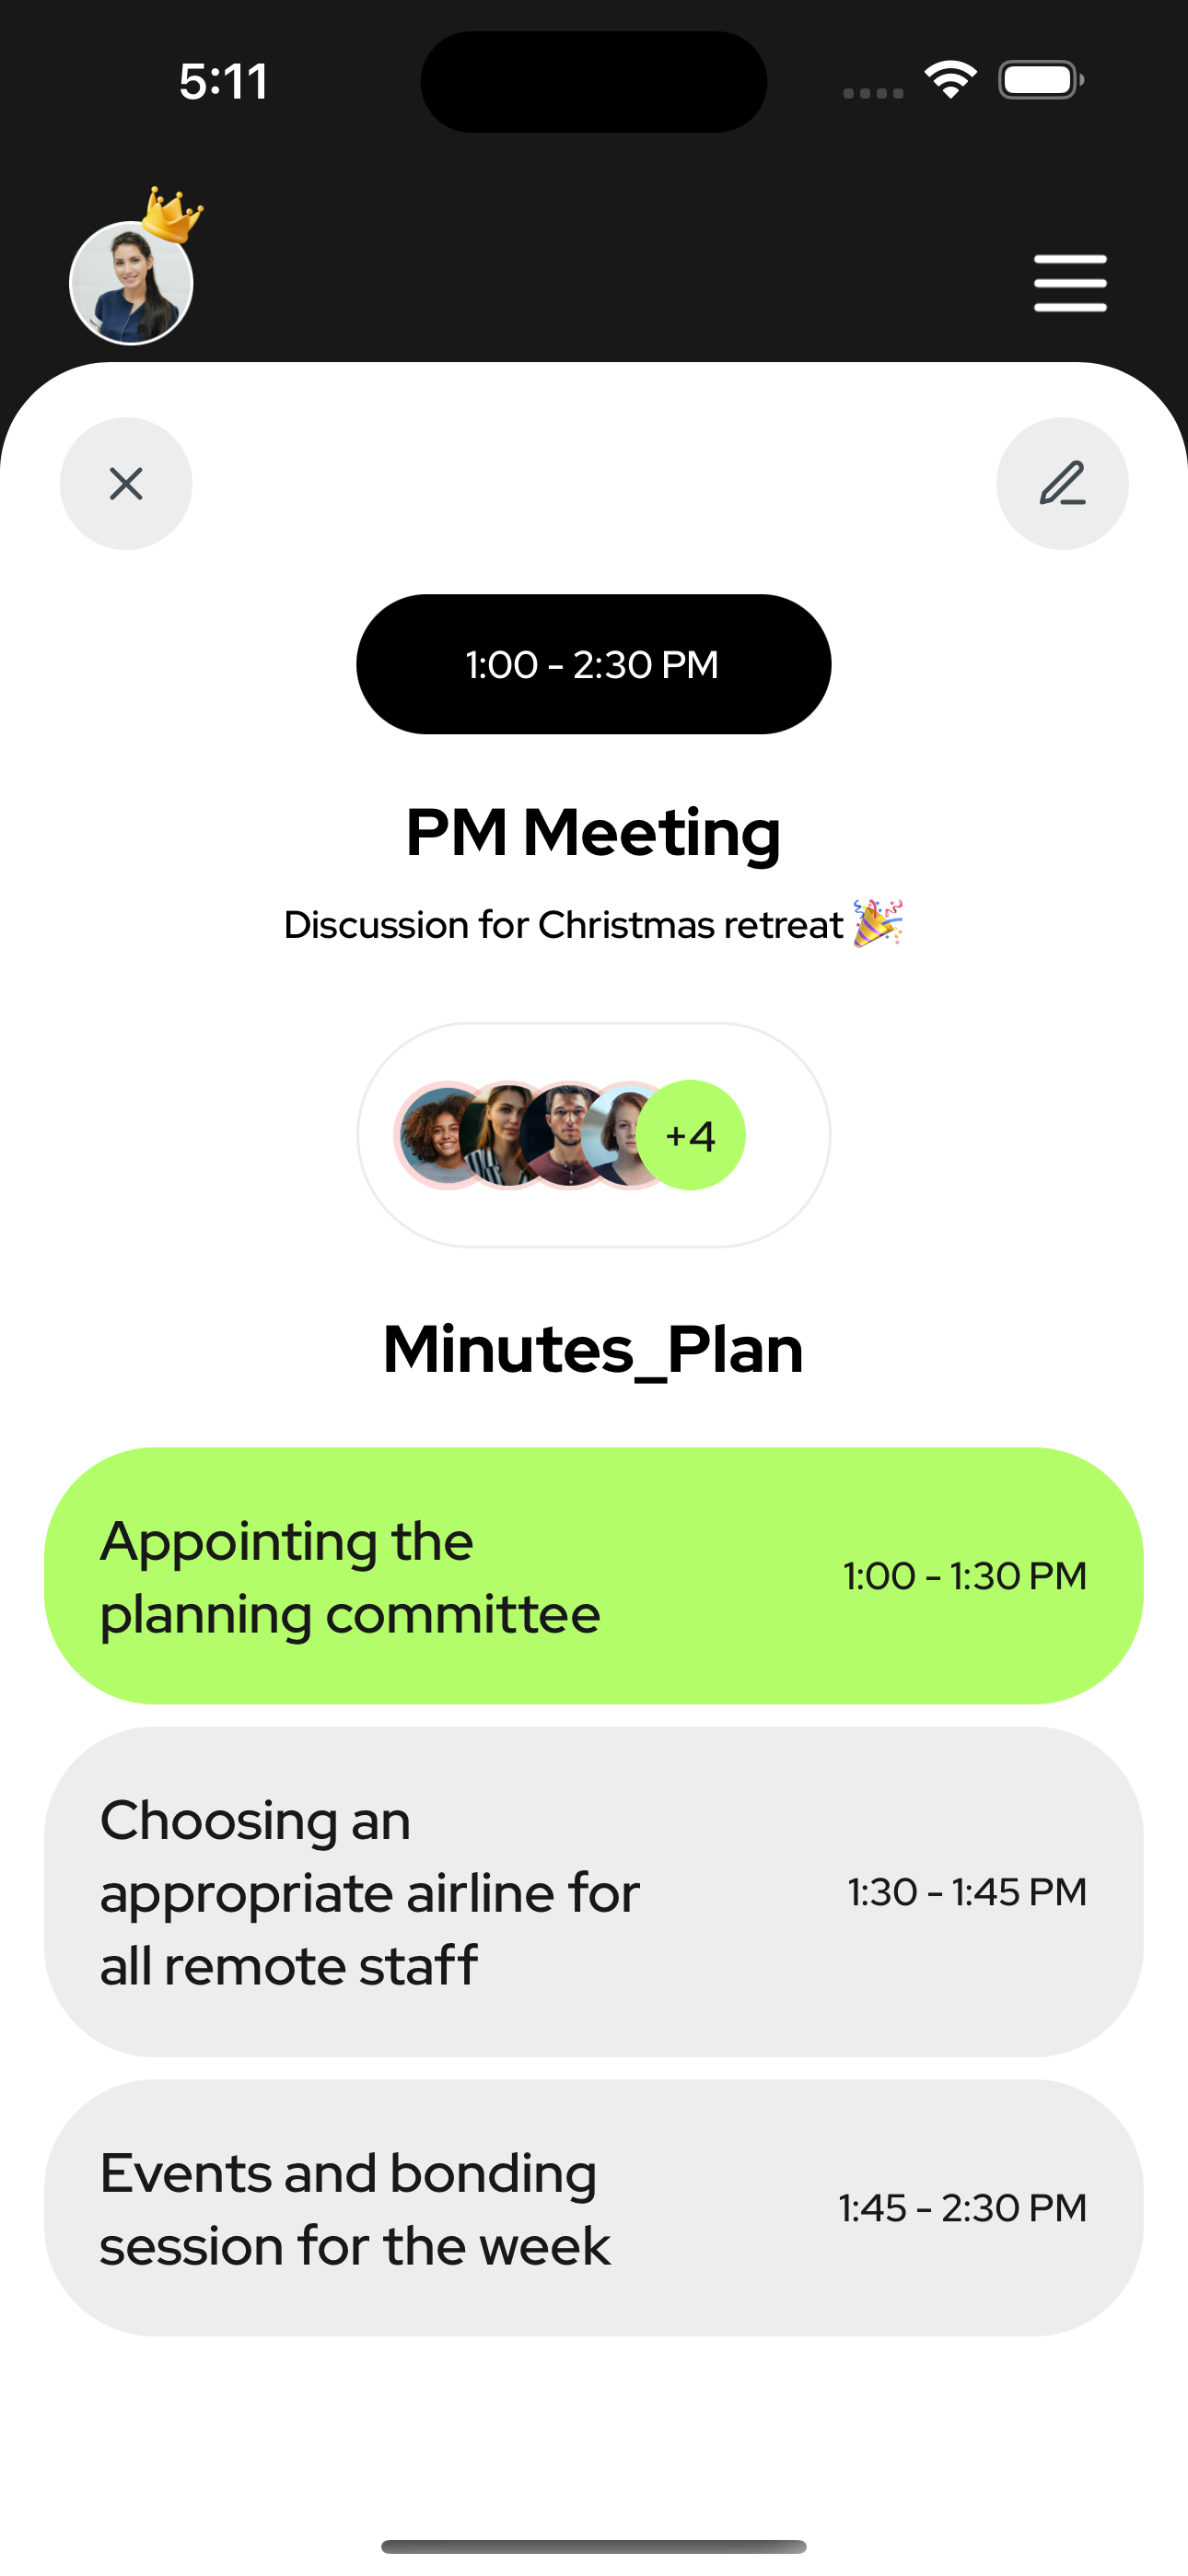 5:11
1:00 - 2:30 PM
PM Meeting
Discussion for Christmas retreat 🎉
+4
Minutes_Plan
Appointing the
planning committee
1:00 - 1:30 PM
Choosing an
appropriate airline for
all remote staff
1:30 - 1:45 PM
Events and bonding
session for the week
1:45 - 2:30 PM